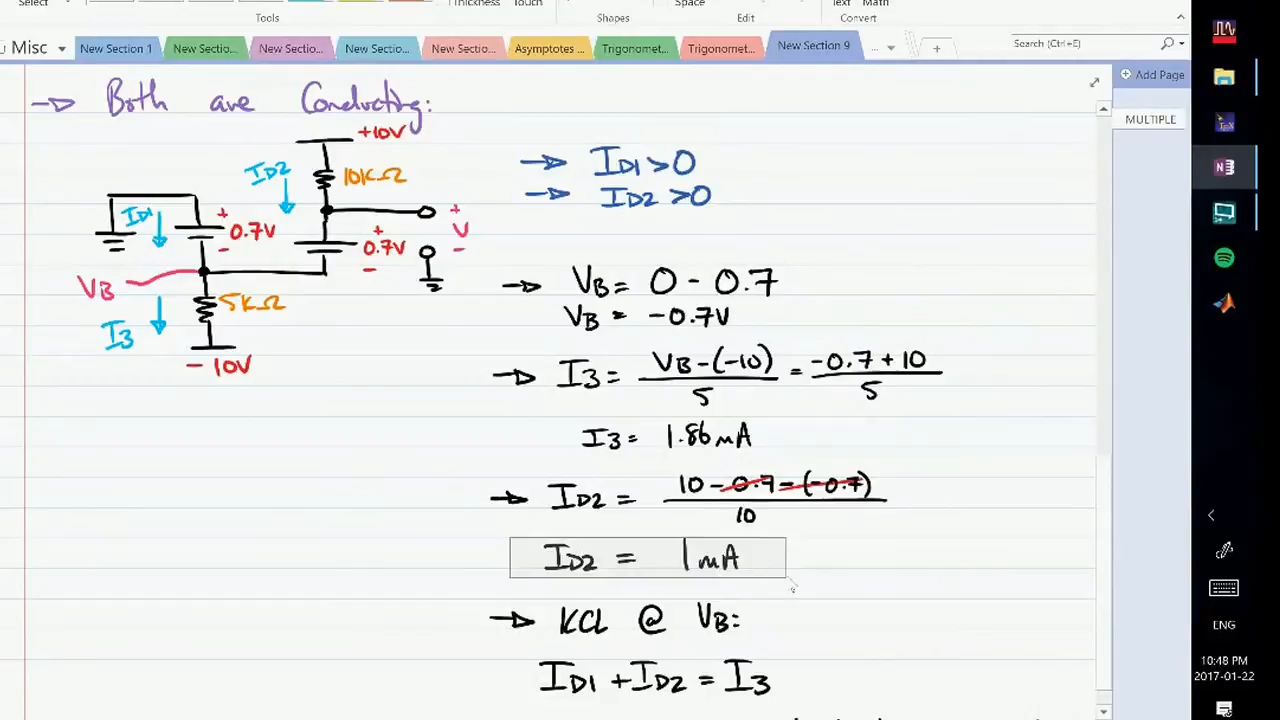 Select
Thickness Touch
Space
Text Math
Tools
Shapes
Edit
Convert
Misc
New Section 1
New Sectio...
New Sectio...
New Sectio...
New Sectio...
Asymptotes ...
Trigonomet...
Trigonomet...
New Section 9
...
Search (Ctrl+E)
Add Page
MULTIPLE
→ Both are Conducting:
+10V
ID2
10KΩ
ID1
+
0.7V
-
+
0.7V
-
+
V
-
VB
5KΩ
I3
-10V
→ ID1 >0
→ ID2 >0
→ VB = 0 - 0.7
VB = -0.7V
→ I3 = VB-(-10) / 5 = -0.7 + 10 / 5
I3 = 1.86mA
→ ID2 = 10 - 0.7 - (-0.7) / 10
ID2 = 1mA
→ KCL @ VB:
ID1 + ID2 = I3
ENG
10:48 PM
2017-01-22